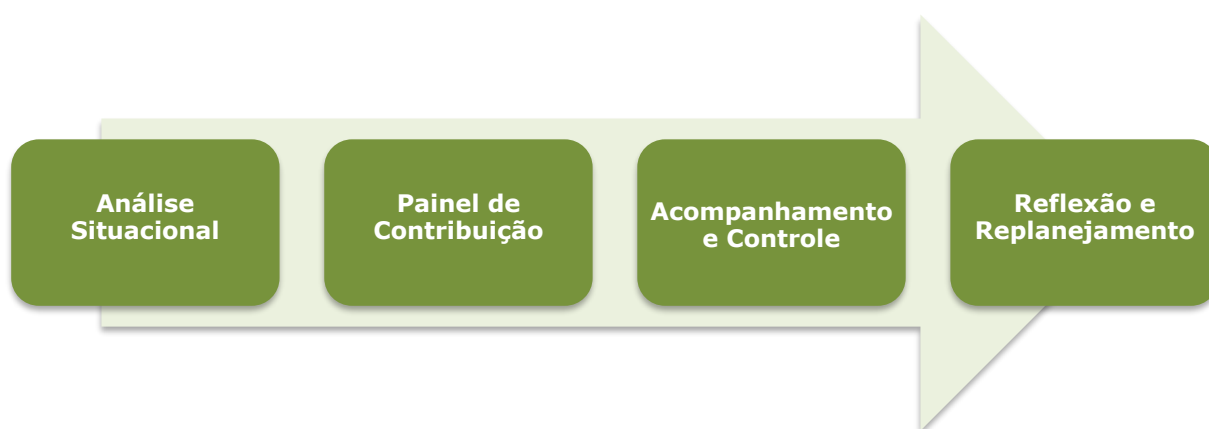 Análise
Situacional
Painel de
Contribuição
Acompanhamento
e Controle
Reflexão e
Replanejamento